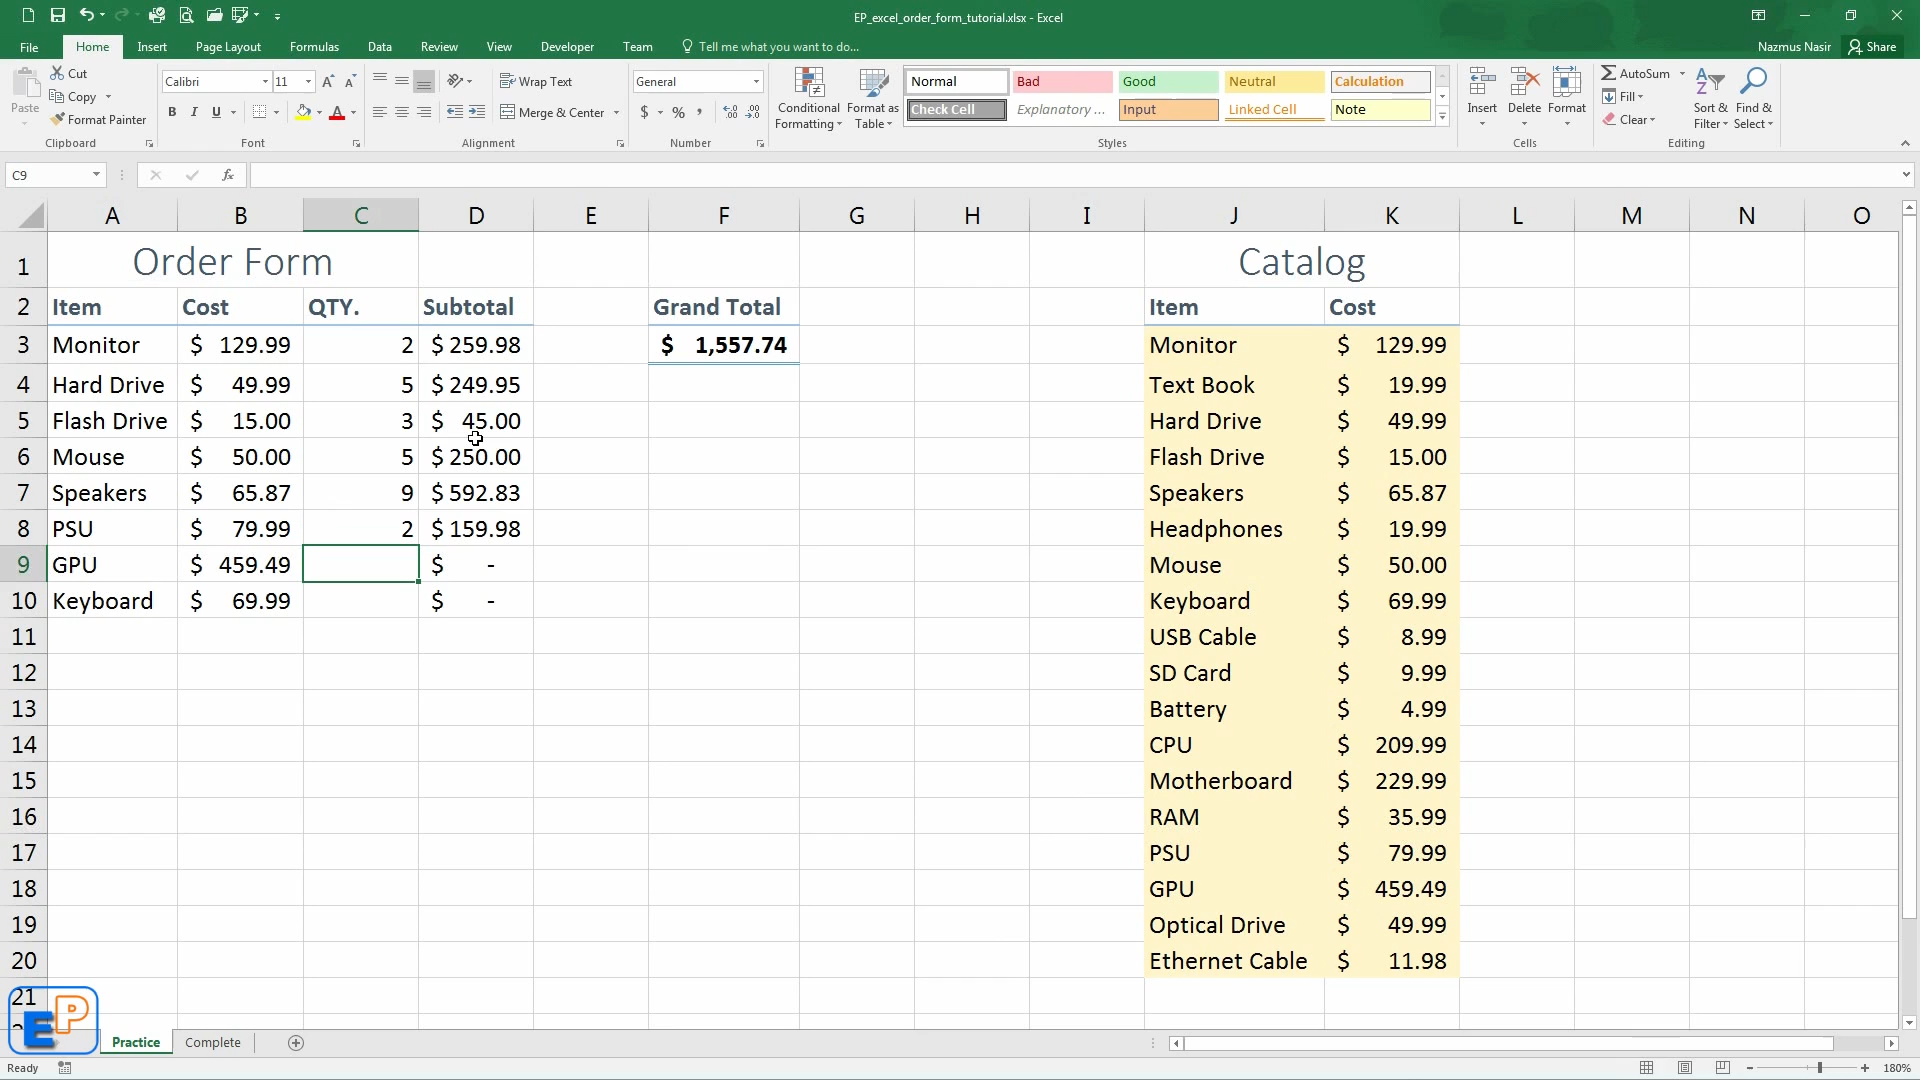 EP_excel_order_form_tutorial.xlsx - Excel
File Home Insert Page Layout Formulas Data Review View Developer Team Tell me what you want to do... Nazmus Nasir Share
Paste Cut Copy Format Painter Clipboard
Calibri 11 A A B I U A Font
Wrap Text Merge & Center Alignment
General $ % , Number
Conditional Formatting Format as Table
Normal Bad Good Neutral Calculation
Check Cell Explanatory ... Input Linked Cell Note
Styles
Insert Delete Format Cells
AutoSum Fill Clear Sort & Filter Find & Select Editing
C9 fx
A B C D E F G H I J K L M N O
1 Order Form Catalog
2 Item Cost QTY. Subtotal Grand Total Item Cost
3 Monitor $ 129.99 2 $ 259.98 $ 1,557.74 Monitor $ 129.99
4 Hard Drive $ 49.99 5 $ 249.95 Text Book $ 19.99
5 Flash Drive $ 15.00 3 $ 45.00 Hard Drive $ 49.99
6 Mouse $ 50.00 5 $ 250.00 Flash Drive $ 15.00
7 Speakers $ 65.87 9 $ 592.83 Speakers $ 65.87
8 PSU $ 79.99 2 $ 159.98 Headphones $ 19.99
9 GPU $ 459.49 $ - Mouse $ 50.00
10 Keyboard $ 69.99 $ - Keyboard $ 69.99
11 USB Cable $ 8.99
12 SD Card $ 9.99
13 Battery $ 4.99
14 CPU $ 209.99
15 Motherboard $ 229.99
16 RAM $ 35.99
17 PSU $ 79.99
18 GPU $ 459.49
19 Optical Drive $ 49.99
20 Ethernet Cable $ 11.98
21
EP
Practice Complete
Ready 180%